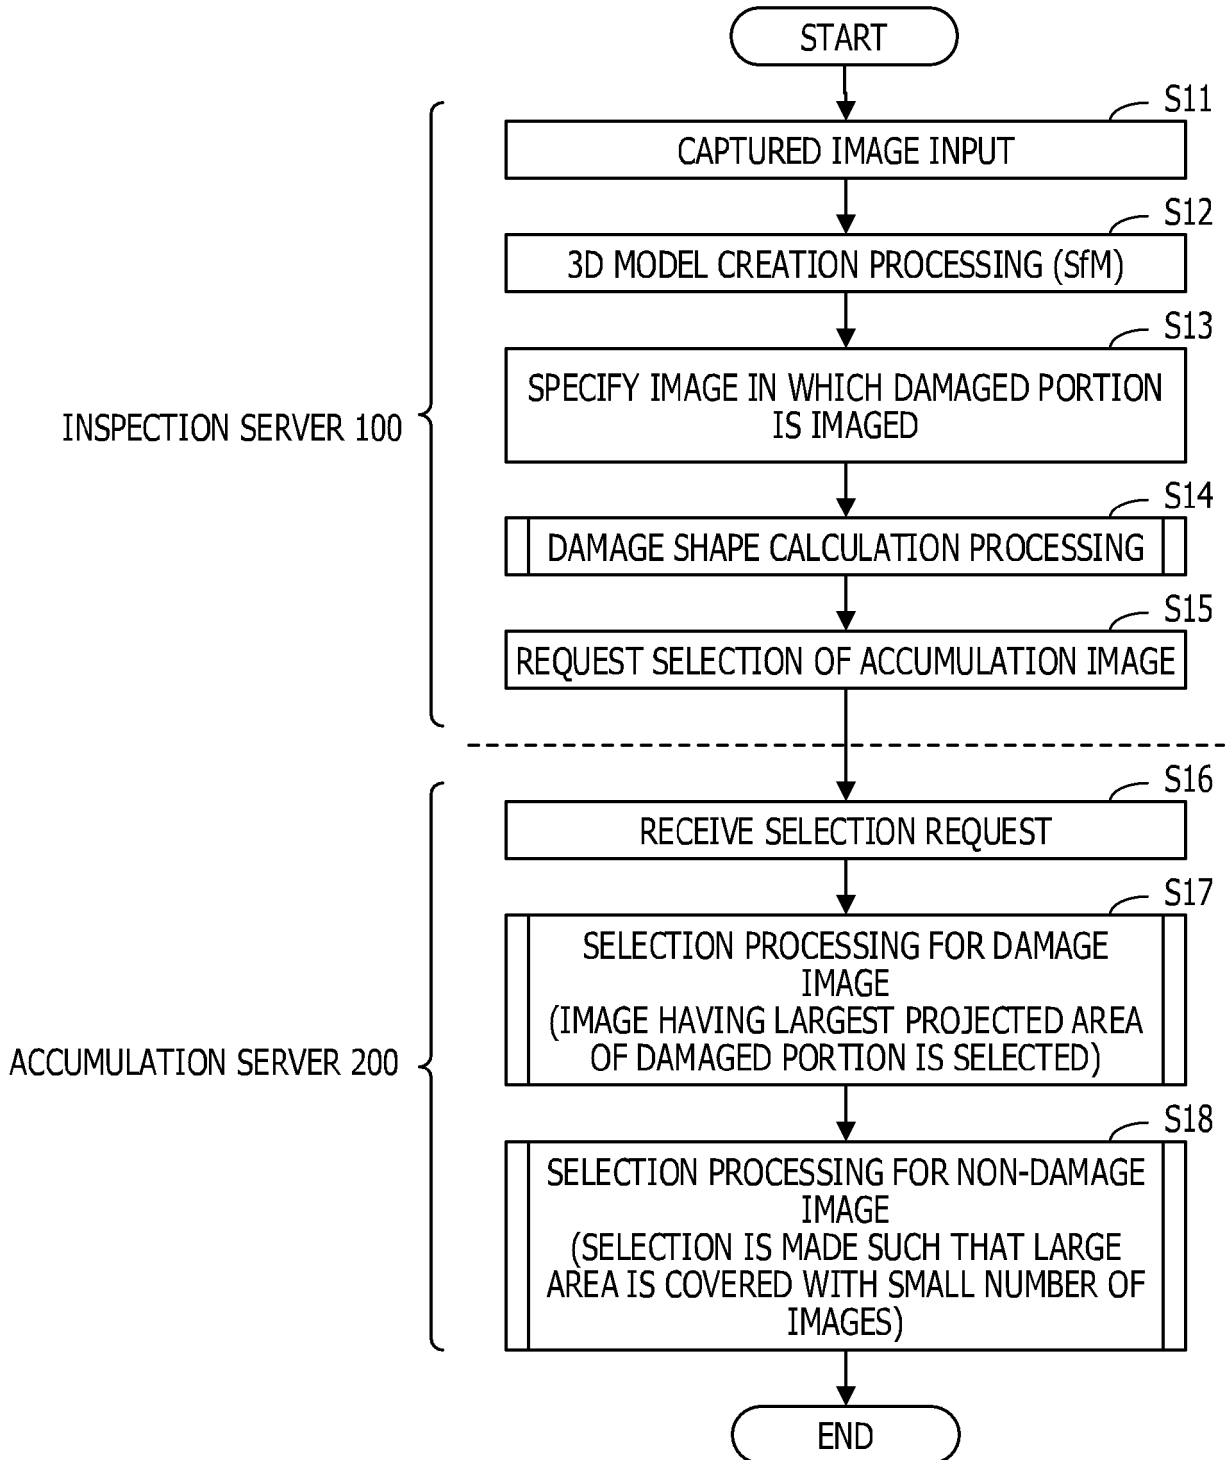 START
S11
CAPTURED IMAGE INPUT
S12
3D MODEL CREATION PROCESSING (SfM)
S13
SPECIFY IMAGE IN WHICH DAMAGED PORTION
IS IMAGED
INSPECTION SERVER 100
S14
DAMAGE SHAPE CALCULATION PROCESSING
S15
REQUEST SELECTION OF ACCUMULATION IMAGE
S16
RECEIVE SELECTION REQUEST
S17
SELECTION PROCESSING FOR DAMAGE
IMAGE
(IMAGE HAVING LARGEST PROJECTED AREA
OF DAMAGED PORTION IS SELECTED)
ACCUMULATION SERVER 200
S18
SELECTION PROCESSING FOR NON-DAMAGE
IMAGE
(SELECTION IS MADE SUCH THAT LARGE
AREA IS COVERED WITH SMALL NUMBER OF
IMAGES)
END